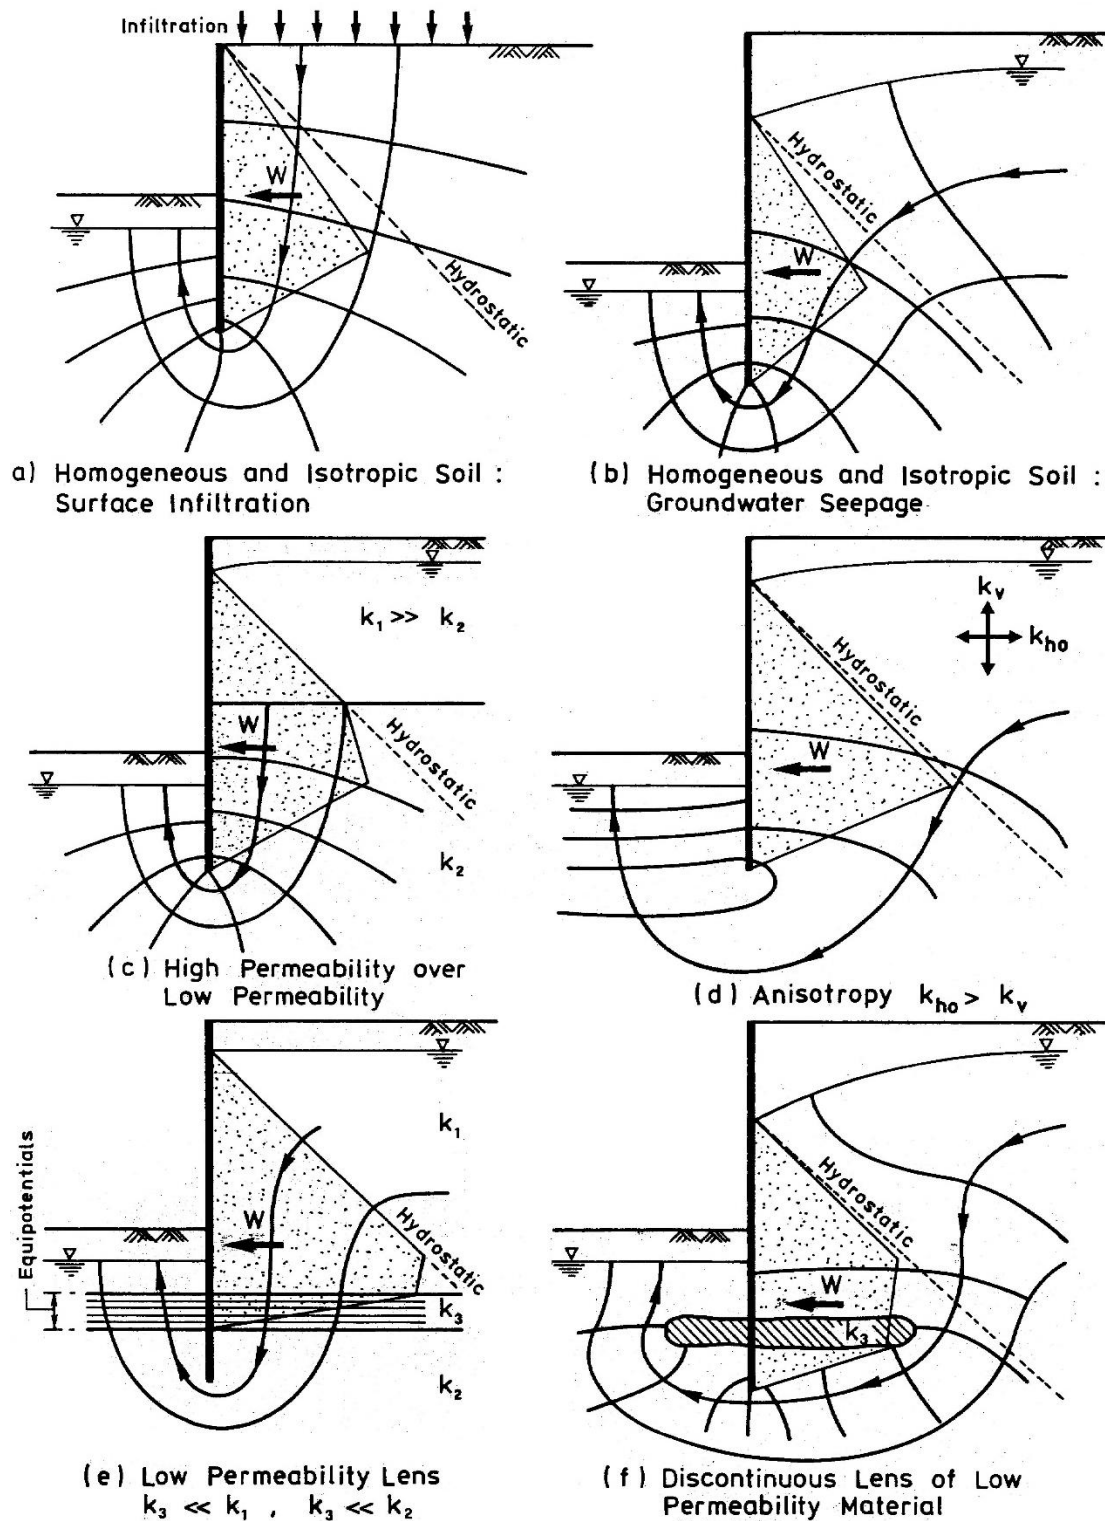 Infiltration
W
Hydrostatic
a) Homogeneous and Isotropic Soil :
Surface Infiltration
Hydrostatic
W
(b) Homogeneous and Isotropic Soil :
Groundwater Seepage
k₁ >> k₂
W
Hydrostatic
k₂
(c) High Permeability over
Low Permeability
kᵥ
kₕₒ
Hydrostatic
W
(d) Anisotropy kₕₒ > kᵥ
Equipotentials
k₁
W
Hydrostatic
k₃
k₂
(e) Low Permeability Lens
k₃ << k₁ , k₃ << k₂
Hydrostatic
W
k₃
(f) Discontinuous Lens of Low
Permeability Material